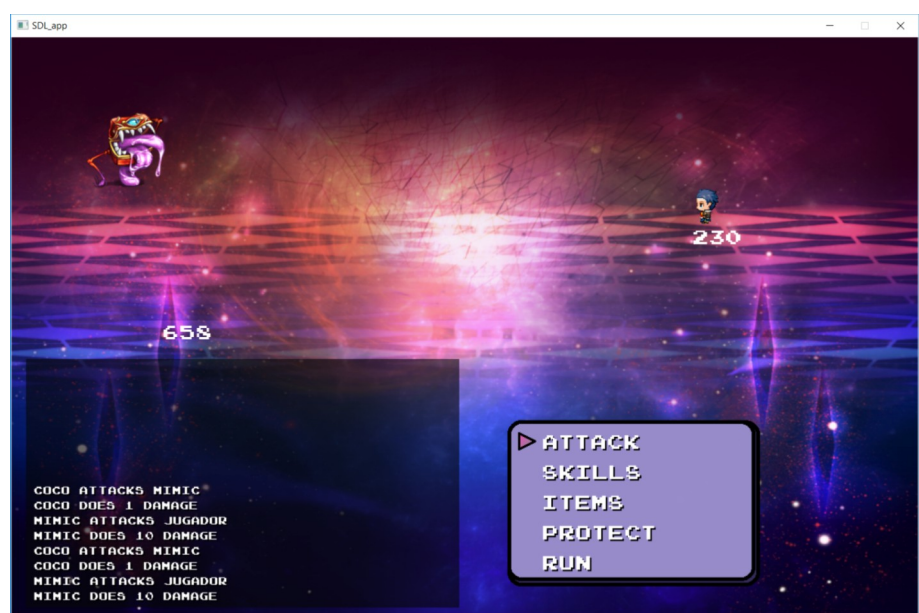 SDL_app
230
658
COCO ATTACKS MIMIC
COCO DOES 1 DAMAGE
MIMIC ATTACKS JUGADOR
MIMIC DOES 10 DAMAGE
COCO ATTACKS MIMIC
COCO DOES 1 DAMAGE
MIMIC ATTACKS JUGADOR
MIMIC DOES 10 DAMAGE
ATTACK
SKILLS
ITEMS
PROTECT
RUN